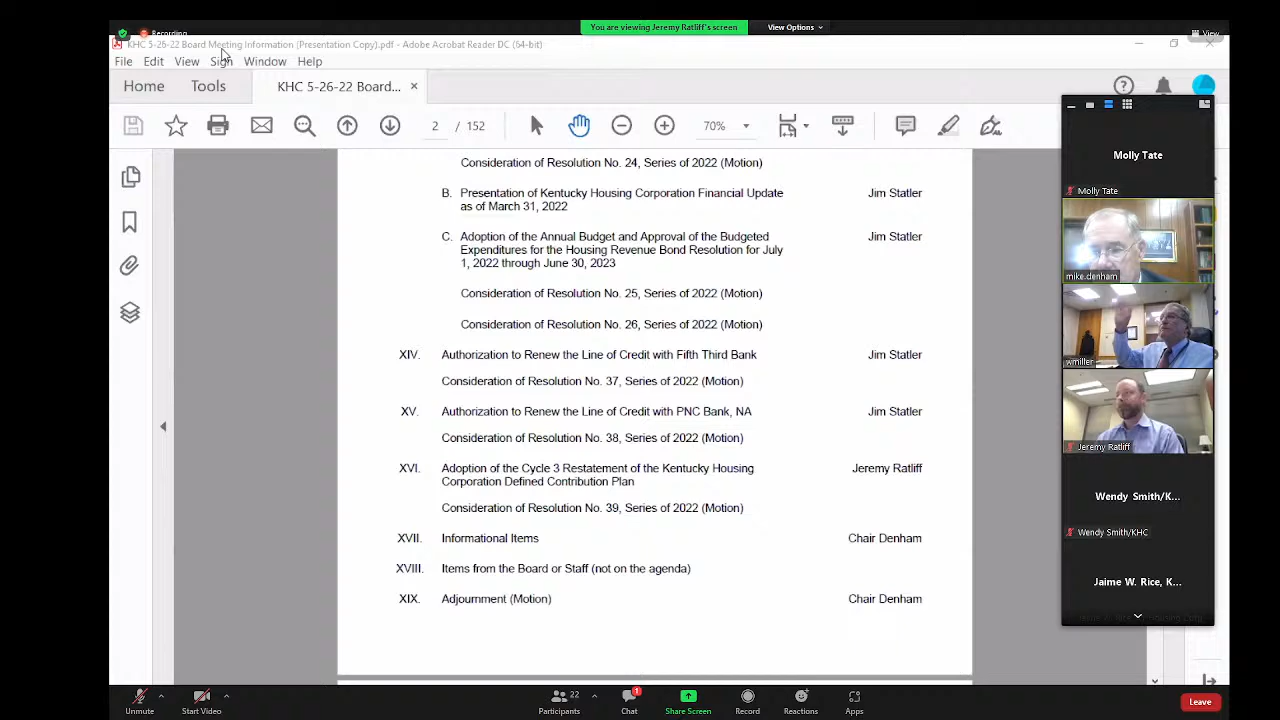 Recording
You are viewing Jeremy Ratliff's screen
View Options
View
KHC 5-26-22 Board Meeting Information (Presentation Copy).pdf - Adobe Acrobat Reader DC (64-bit)
File Edit View Sign Window Help
Home Tools KHC 5-26-22 Board... ×
2 / 152 70%
Consideration of Resolution No. 24, Series of 2022 (Motion)
B. Presentation of Kentucky Housing Corporation Financial Update Jim Statler
as of March 31, 2022
C. Adoption of the Annual Budget and Approval of the Budgeted Jim Statler
Expenditures for the Housing Revenue Bond Resolution for July
1, 2022 through June 30, 2023
Consideration of Resolution No. 25, Series of 2022 (Motion)
Consideration of Resolution No. 26, Series of 2022 (Motion)
XIV. Authorization to Renew the Line of Credit with Fifth Third Bank Jim Statler
Consideration of Resolution No. 37, Series of 2022 (Motion)
XV. Authorization to Renew the Line of Credit with PNC Bank, NA Jim Statler
Consideration of Resolution No. 38, Series of 2022 (Motion)
XVI. Adoption of the Cycle 3 Restatement of the Kentucky Housing Jeremy Ratliff
Corporation Defined Contribution Plan
Consideration of Resolution No. 39, Series of 2022 (Motion)
XVII. Informational Items Chair Denham
XVIII. Items from the Board or Staff (not on the agenda)
XIX. Adjournment (Motion) Chair Denham
Molly Tate
Molly Tate
mike.denham
wmiller
Jeremy Ratliff
Wendy Smith/K...
Wendy Smith/KHC
Jaime W. Rice, K...
Unmute Start Video Participants 22 Chat 1 Share Screen Record Reactions Apps Leave